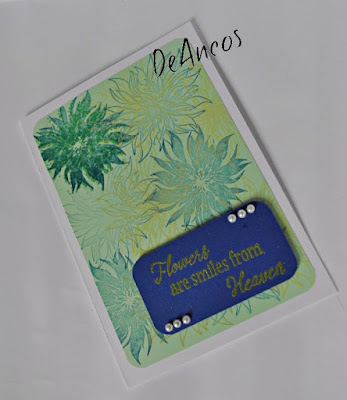 DeAncos
Flowers
are smiles from
Heaven